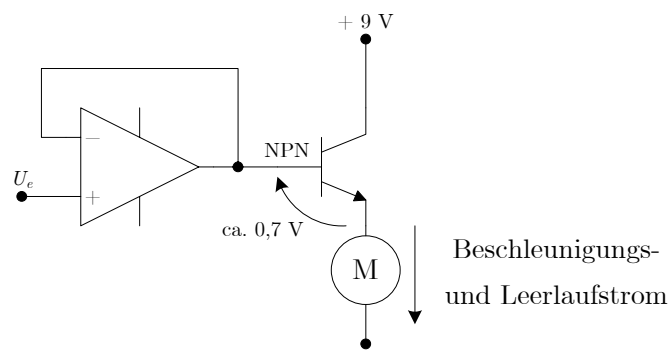 + 9 V
−
NPN
U_e
+
ca. 0,7 V
M
Beschleunigungs-
und Leerlaufstrom